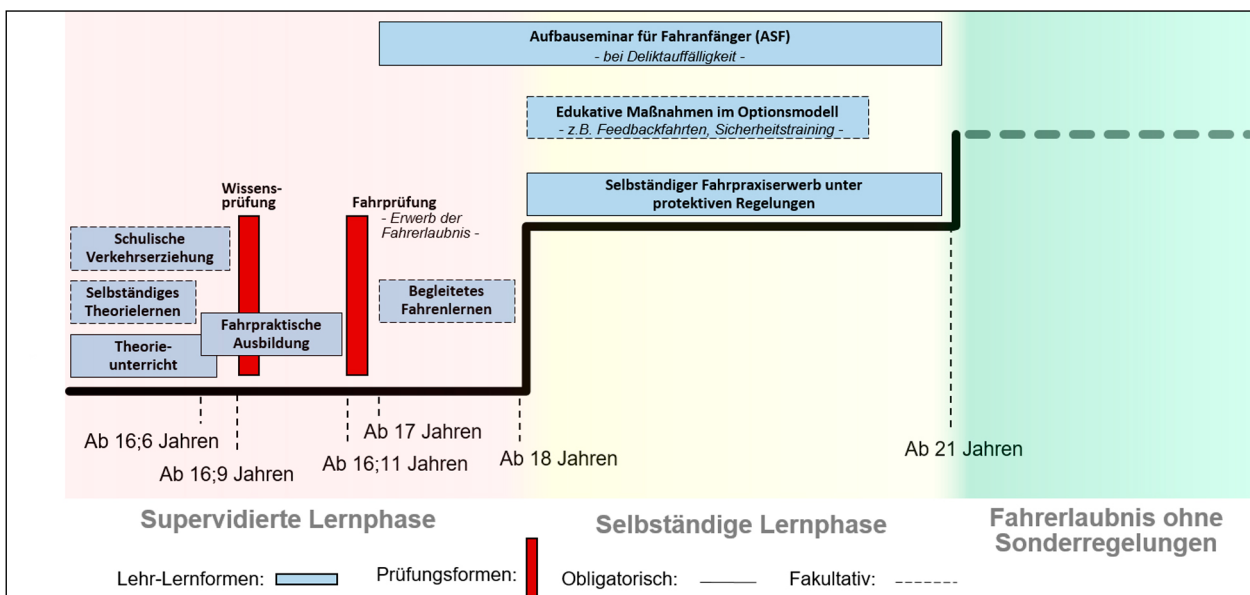 Aufbauseminar für Fahranfänger (ASF)
- bei Deliktauffälligkeit -
Edukative Maßnahmen im Optionsmodell
- z.B. Feedbackfahrten, Sicherheitstraining -
Selbständiger Fahrpraxiserwerb unter
protektiven Regelungen
Wissens-
prüfung
Fahrprüfung
- Erwerb der
Fahrerlaubnis -
Schulische
Verkehrserziehung
Selbständiges
Theorielernen
Theorie-
unterricht
Fahrpraktische
Ausbildung
Begleitetes
Fahrenlernen
Ab 16;6 Jahren
Ab 16;9 Jahren
Ab 16;11 Jahren
Ab 17 Jahren
Ab 18 Jahren
Ab 21 Jahren
Supervidierte Lernphase
Selbständige Lernphase
Fahrerlaubnis ohne
Sonderregelungen
Lehr-Lernformen:
Prüfungsformen:
Obligatorisch:
Fakultativ: